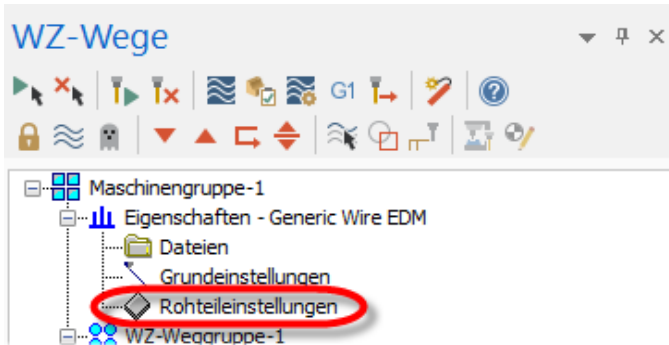 WZ-Wege
G1
Maschinengruppe-1
Eigenschaften - Generic Wire EDM
Dateien
Grundeinstellungen
Rohteileinstellungen
WZ-Weggruppe-1